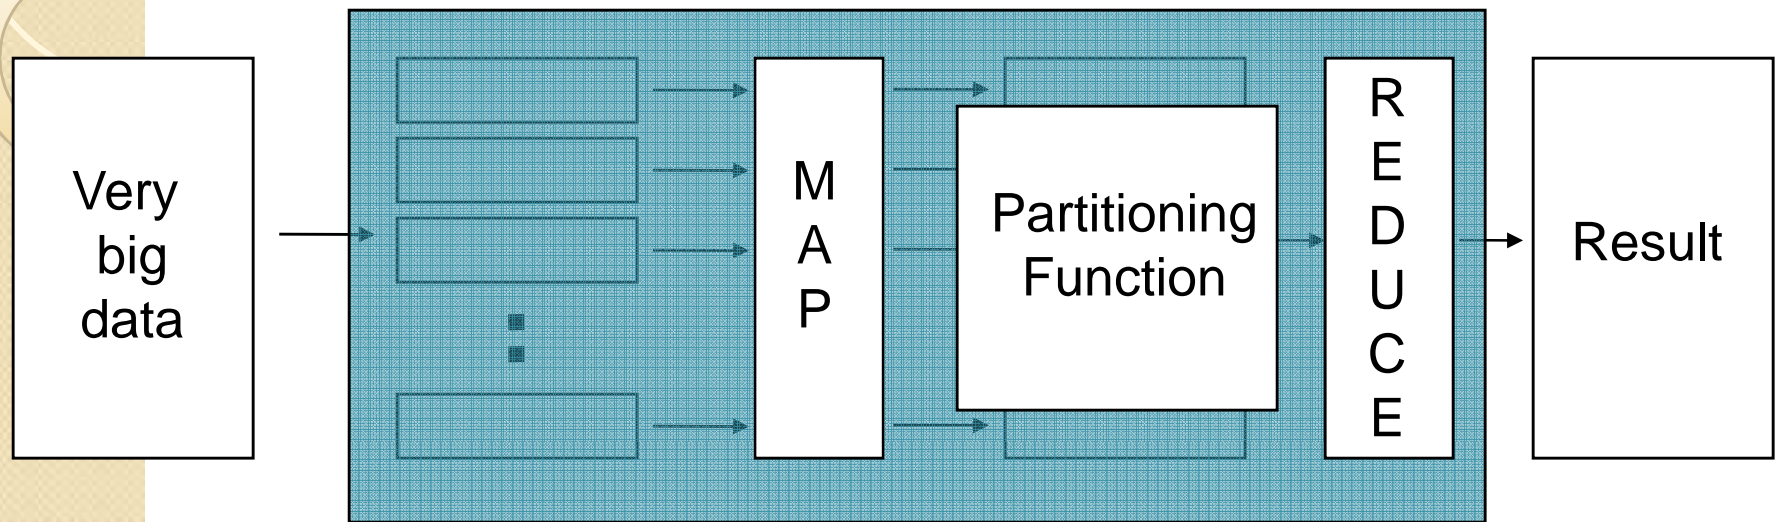 Very
big
data
M
A
P
Partitioning
Function
R
E
D
U
C
E
Result